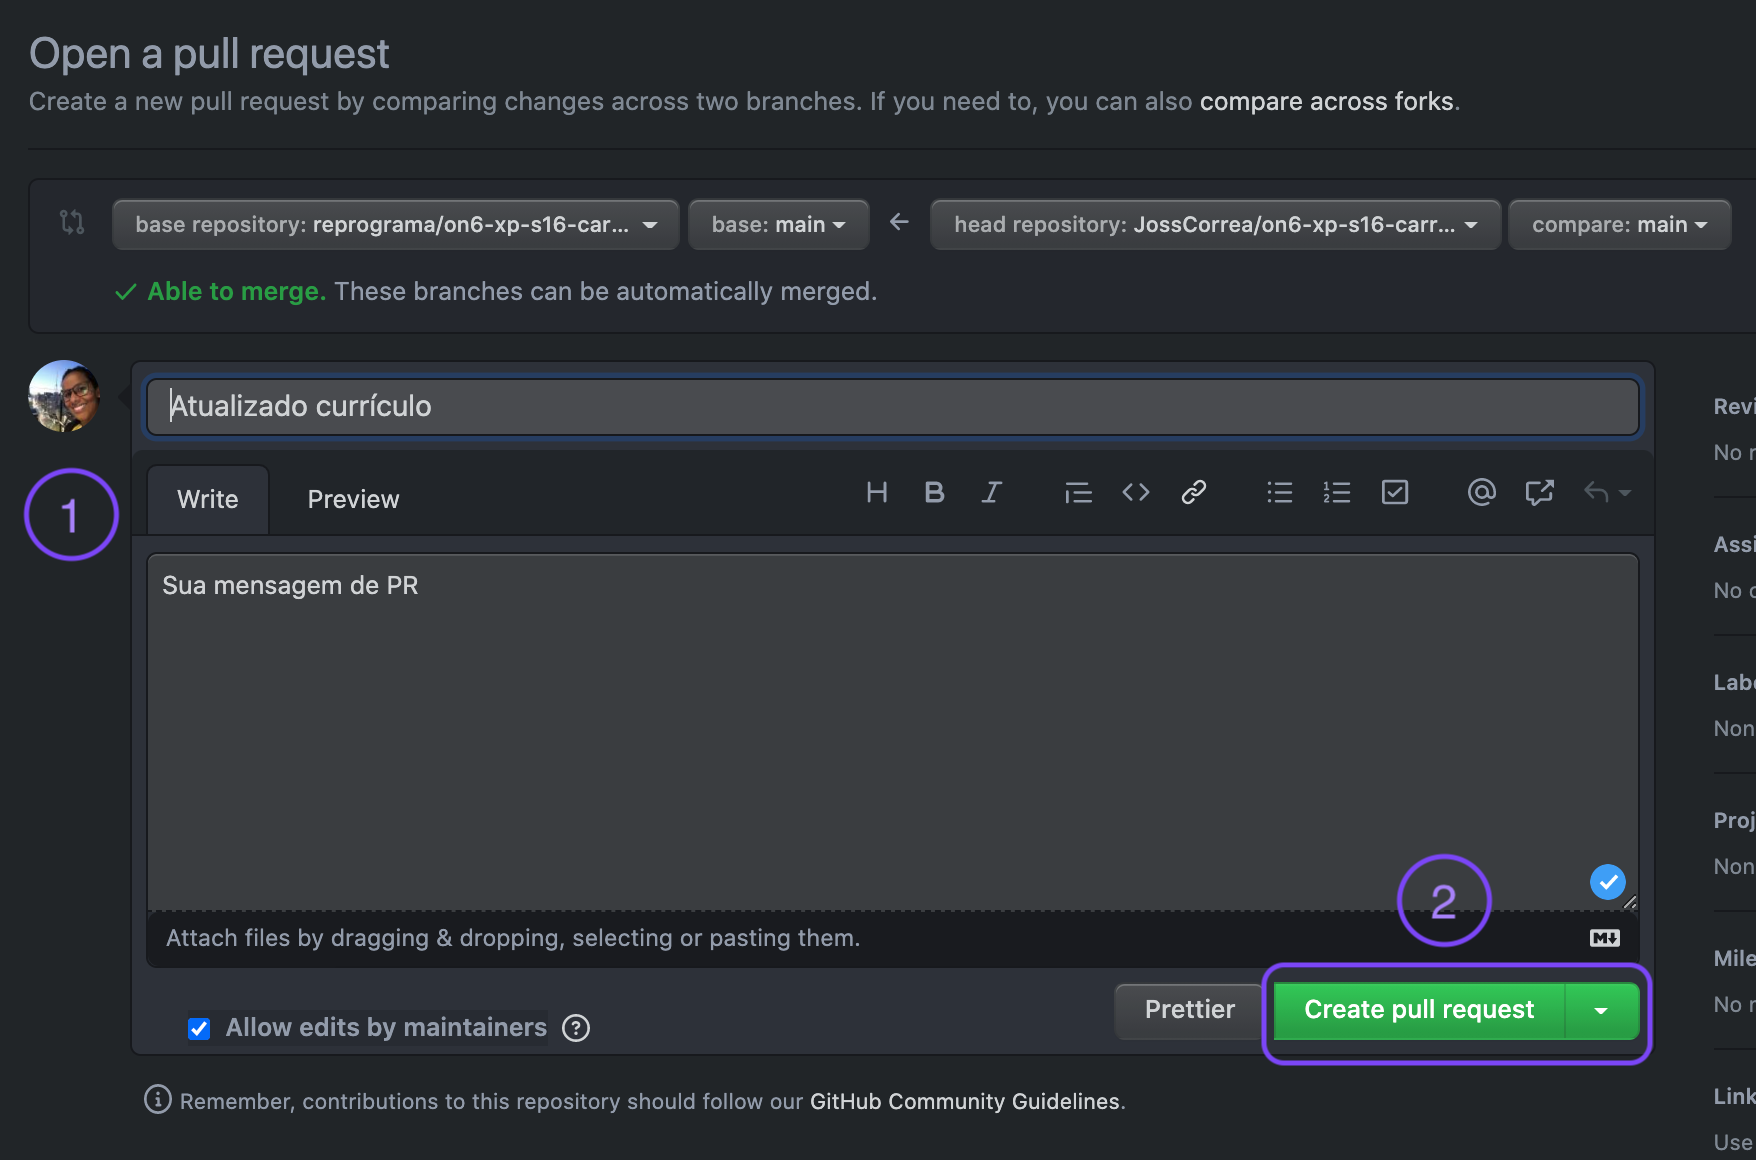 Open a pull request
Create a new pull request by comparing changes across two branches. If you need to, you can also compare across forks.
base repository: reprograma/on6-xp-s16-car... base: main head repository: JossCorrea/on6-xp-s16-carr... compare: main
Able to merge. These branches can be automatically merged.
Atualizado currículo
1
Write Preview H B I
Sua mensagem de PR
2
Attach files by dragging & dropping, selecting or pasting them.
Prettier Create pull request
Allow edits by maintainers ?
Remember, contributions to this repository should follow our GitHub Community Guidelines.
Revi
No r
Assi
No o
Labe
Non
Proj
Non
Mile
No r
Link
Use